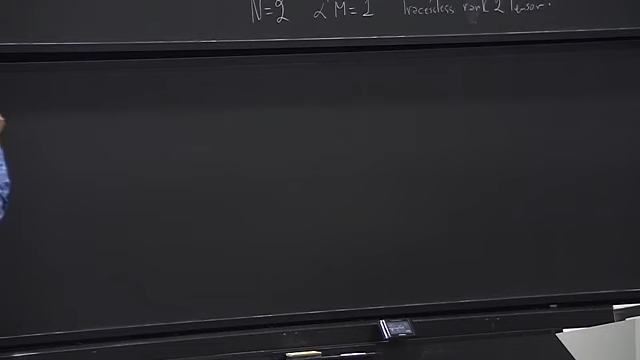 N=2 α'M=1 Traceless rank 2 Tensor.